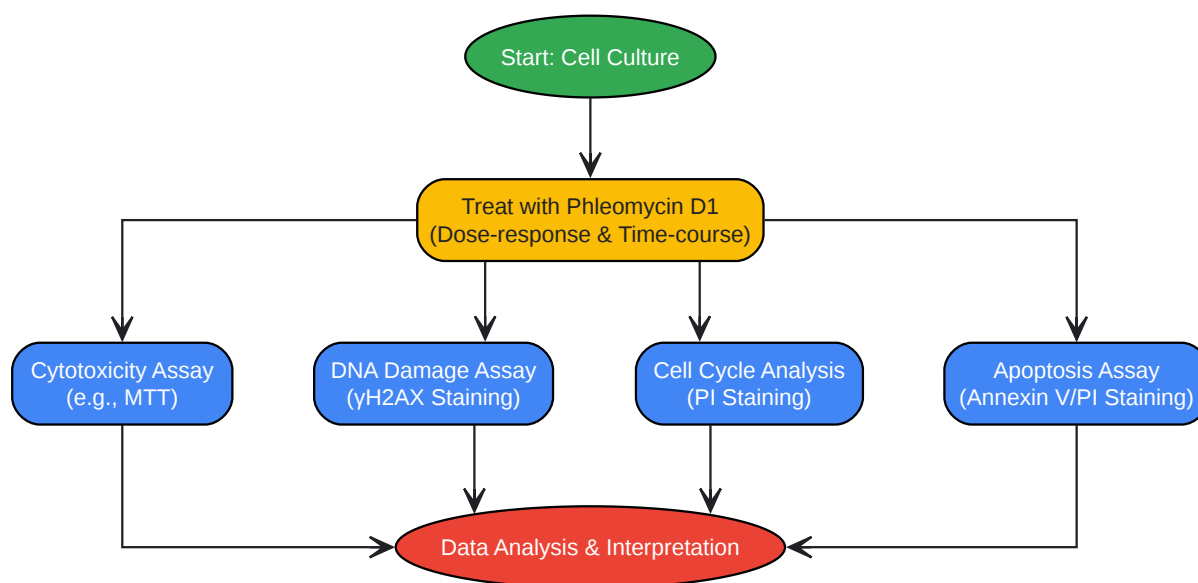 Start: Cell Culture
Treat with Phleomycin D1
(Dose-response & Time-course)
Cytotoxicity Assay
(e.g., MTT)
DNA Damage Assay
(γH2AX Staining)
Cell Cycle Analysis
(PI Staining)
Apoptosis Assay
(Annexin V/PI Staining)
Data Analysis & Interpretation